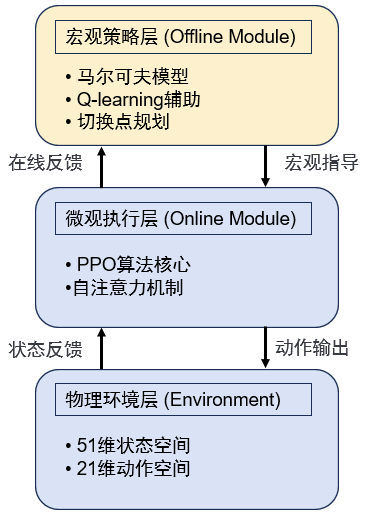 宏观策略层 (Offline Module)
• 马尔可夫模型
• Q-learning辅助
• 切换点规划
在线反馈
宏观指导
微观执行层 (Online Module)
• PPO算法核心
•自注意力机制
状态反馈
动作输出
物理环境层 (Environment)
• 51维状态空间
• 21维动作空间